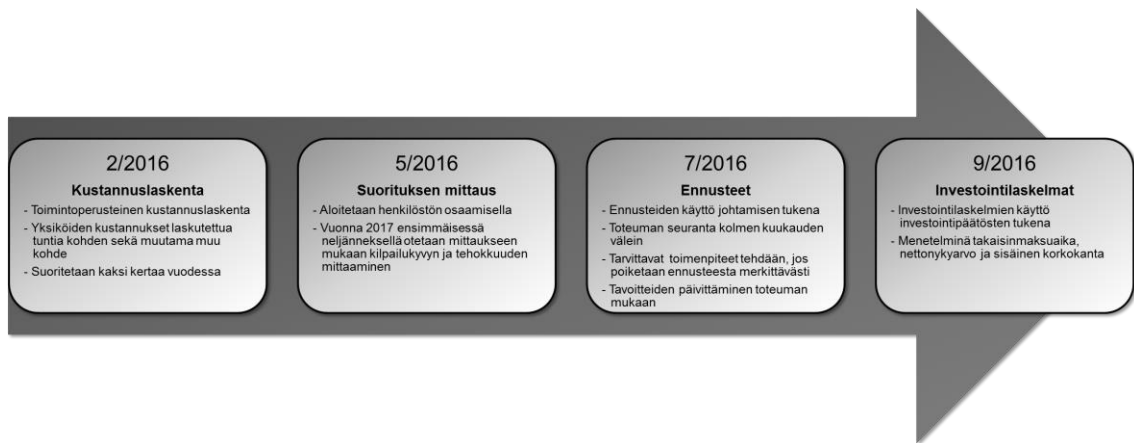 2/2016
Kustannuslaskenta
- Toimintoperusteinen kustannuslaskenta
- Yksiköiden kustannukset laskutettua
tuntia kohden sekä muutama muu
kohde
- Suoritetaan kaksi kertaa vuodessa
5/2016
Suorituksen mittaus
- Aloitetaan henkilöstön osaamisella
- Vuonna 2017 ensimmäisessä
neljänneksellä otetaan mittaukseen
mukaan kilpailukyvyn ja tehokkuuden
mittaaminen
7/2016
Ennusteet
- Ennusteiden käyttö johtamisen tukena
- Toteuman seuranta kolmen kuukauden
välein
- Tarvittavat toimenpiteet tehdään, jos
poiketaan ennusteesta merkittävästi
- Tavoitteiden päivittäminen toteuman
mukaan
9/2016
Investointilaskelmat
- Investointilaskelmien käyttö
investointipäätösten tukena
- Menetelminä takaisinmaksuaika,
nettonykyarvo ja sisäinen korkokanta